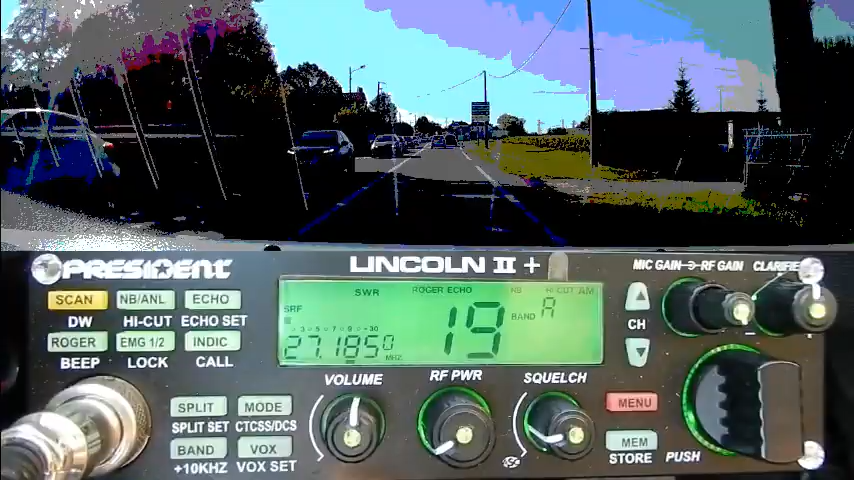 PRESIDENT
LINCOLN II +
MIC GAIN RF GAIN CLARIFIER
SCAN NB/ANL ECHO
DW HI-CUT ECHO SET
ROGER EMG 1/2 INDIC
BEEP LOCK CALL
SPLIT MODE
SPLIT SET CTCSS/DCS
BAND VOX
+10KHZ VOX SET
SWR ROGER ECHO NB HI-CUT AM
SRF
BAND A
19
27.1850 MHZ
CH
VOLUME RF PWR SQUELCH
MENU
MEM
STORE PUSH